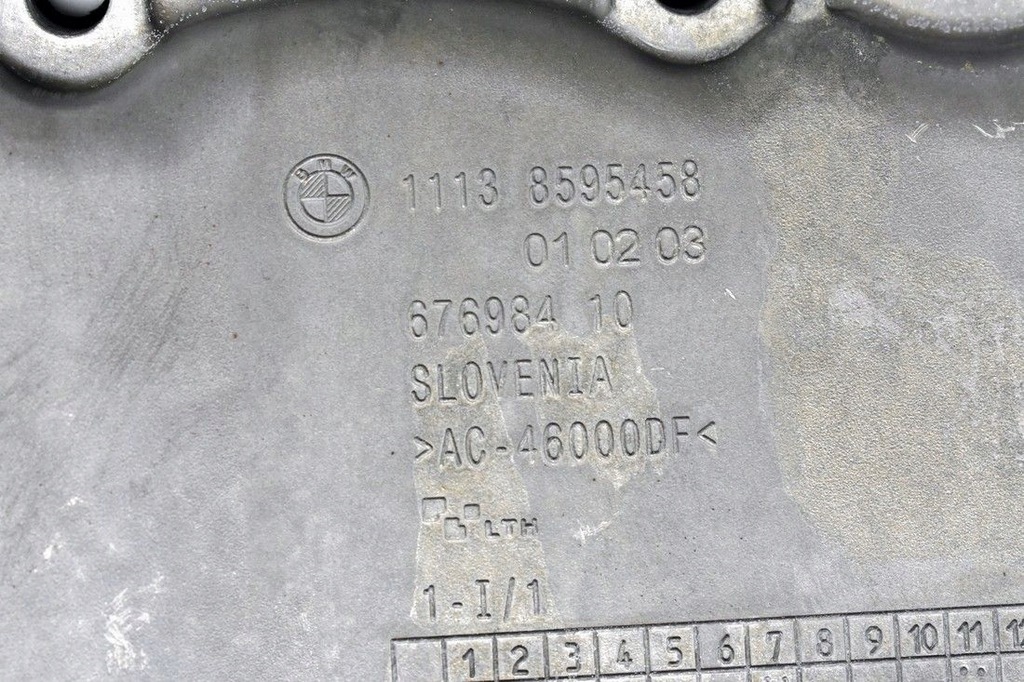 BMW 1113 8595458
01 02 03
676984 10
SLOVENIA
>AC-46000DF<
LTH
1-I/1
1 2 3 4 5 6 7 8 9 10 11